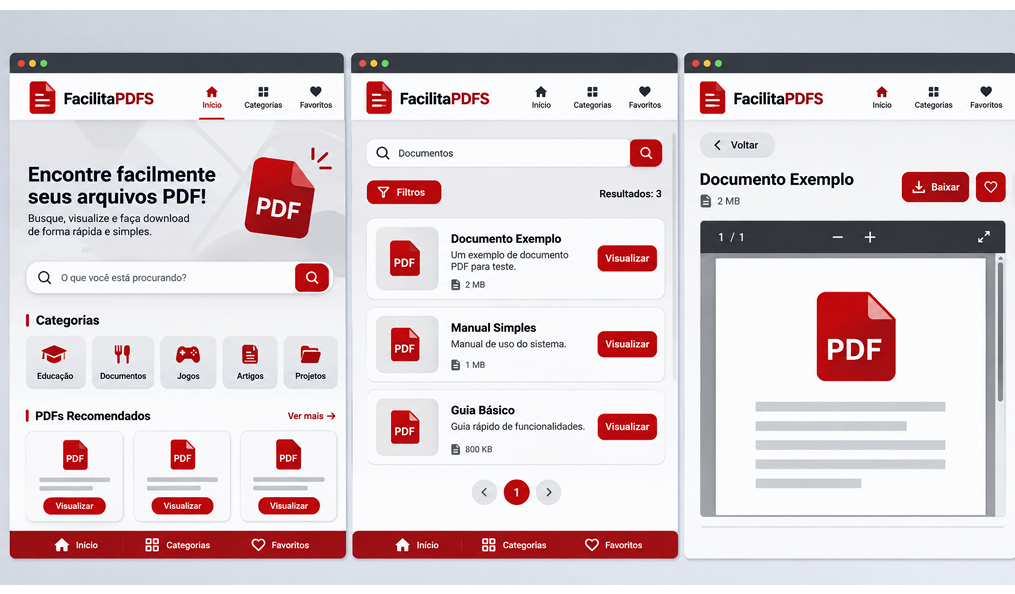 FacilitaPDFS
Início
Categorias
Favoritos
Encontre facilmente
seus arquivos PDF!
Busque, visualize e faça download
de forma rápida e simples.
PDF
O que você está procurando?
Categorias
Educação
Documentos
Jogos
Artigos
Projetos
PDFs Recomendados
Ver mais
PDF
PDF
PDF
Visualizar
Visualizar
Visualizar
Início
Categorias
Favoritos
FacilitaPDFS
Início
Categorias
Favoritos
Documentos
Filtros
Resultados: 3
PDF
Documento Exemplo
Um exemplo de documento
PDF para teste.
2 MB
Visualizar
PDF
Manual Simples
Manual de uso do sistema.
1 MB
Visualizar
PDF
Guia Básico
Guia rápido de funcionalidades.
800 KB
Visualizar
1
Início
Categorias
Favoritos
FacilitaPDFS
Início
Categorias
Favoritos
Voltar
Documento Exemplo
2 MB
Baixar
1 / 1
PDF